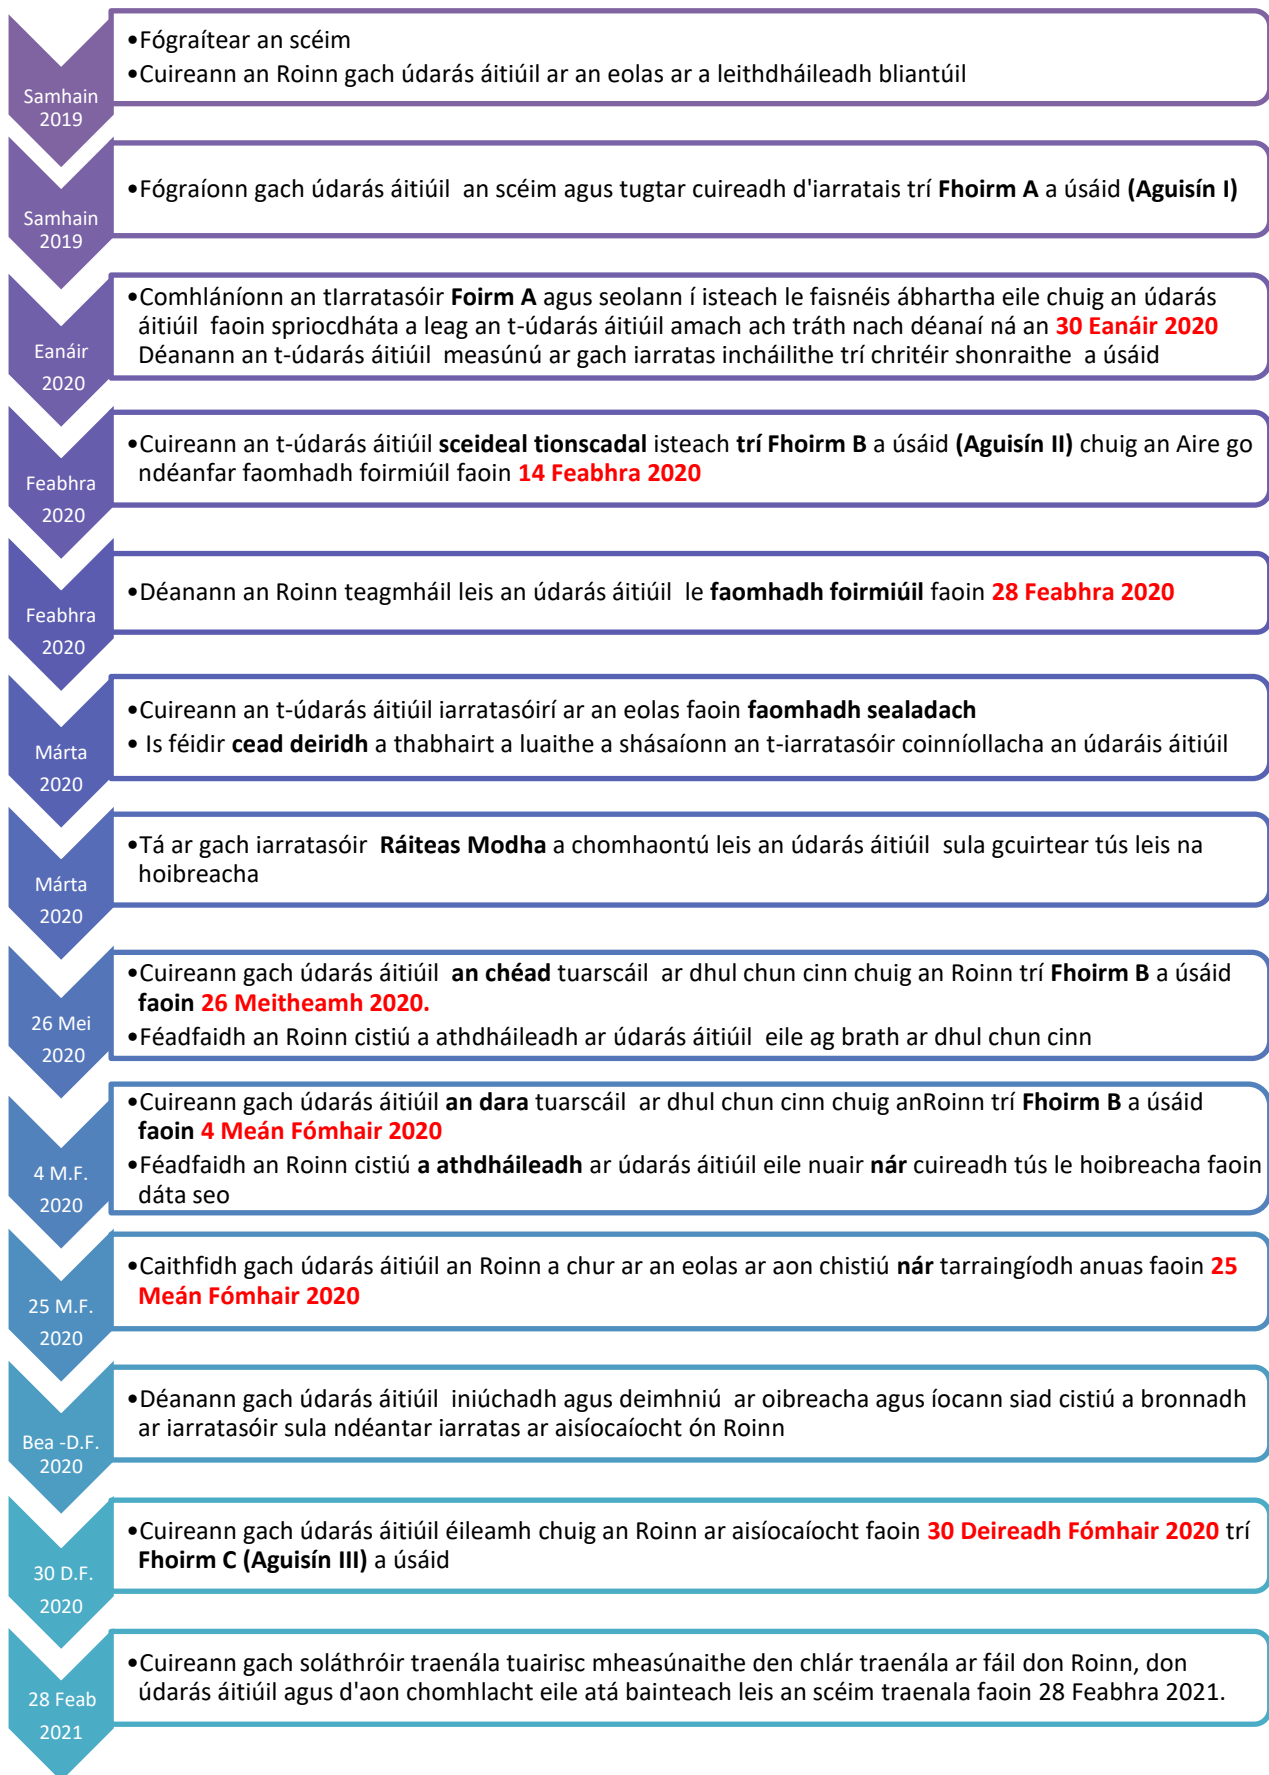 •Fógraítear an scéim
•Cuireann an Roinn gach údarás áitiúil ar an eolas ar a leithdháileadh bliantúil
Samhain
2019
•Fógraíonn gach údarás áitiúil an scéim agus tugtar cuireadh d'iarratais trí Fhoirm A a úsáid (Aguisín I)
Samhain
2019
•Comhláníonn an tIarratasóir Foirm A agus seolann í isteach le faisnéis ábhartha eile chuig an údarás
áitiúil faoin spriocdháta a leag an t-údarás áitiúil amach ach tráth nach déanaí ná an 30 Eanáir 2020
Déanann an t-údarás áitiúil measúnú ar gach iarratas incháilithe trí chritéir shonraithe a úsáid
Eanáir
2020
•Cuireann an t-údarás áitiúil sceideal tionscadal isteach trí Fhoirm B a úsáid (Aguisín II) chuig an Aire go
ndéanfar faomhadh foirmiúil faoin 14 Feabhra 2020
Feabhra
2020
•Déanann an Roinn teagmháil leis an údarás áitiúil le faomhadh foirmiúil faoin 28 Feabhra 2020
Feabhra
2020
•Cuireann an t-údarás áitiúil iarratasóirí ar an eolas faoin faomhadh sealadach
• Is féidir cead deiridh a thabhairt a luaithe a shásaíonn an t-iarratasóir coinníollacha an údaráis áitiúil
Márta
2020
•Tá ar gach iarratasóir Ráiteas Modha a chomhaontú leis an údarás áitiúil sula gcuirtear tús leis na
hoibreacha
Márta
2020
•Cuireann gach údarás áitiúil an chéad tuarscáil ar dhul chun cinn chuig an Roinn trí Fhoirm B a úsáid
faoin 26 Meitheamh 2020.
•Féadfaidh an Roinn cistiú a athdháileadh ar údarás áitiúil eile ag brath ar dhul chun cinn
26 Mei
2020
•Cuireann gach údarás áitiúil an dara tuarscáil ar dhul chun cinn chuig anRoinn trí Fhoirm B a úsáid
faoin 4 Meán Fómhair 2020
•Féadfaidh an Roinn cistiú a athdháileadh ar údarás áitiúil eile nuair nár cuireadh tús le hoibreacha faoin
dáta seo
4 M.F.
2020
•Caithfidh gach údarás áitiúil an Roinn a chur ar an eolas ar aon chistiú nár tarraingíodh anuas faoin 25
Meán Fómhair 2020
25 M.F.
2020
•Déanann gach údarás áitiúil iniúchadh agus deimhniú ar oibreacha agus íocann siad cistiú a bronnadh
ar iarratasóir sula ndéantar iarratas ar aisíocaíocht ón Roinn
Bea -D.F.
2020
•Cuireann gach údarás áitiúil éileamh chuig an Roinn ar aisíocaíocht faoin 30 Deireadh Fómhair 2020 trí
Fhoirm C (Aguisín III) a úsáid
30 D.F.
2020
•Cuireann gach soláthróir traenála tuairisc mheasúnaithe den chlár traenála ar fáil don Roinn, don
údarás áitiúil agus d'aon chomhlacht eile atá bainteach leis an scéim traenala faoin 28 Feabhra 2021.
28 Feab
2021